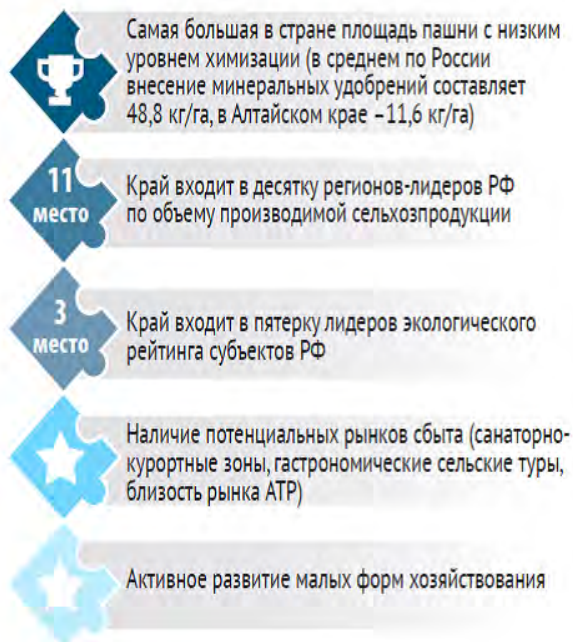 Самая большая в стране площадь пашни с низким
уровнем химизации (в среднем по России
внесение минеральных удобрений составляет
48,8 кг/га, в Алтайском крае –11,6 кг/га)
11
место
Край входит в десятку регионов-лидеров РФ
по объему производимой сельхозпродукции
3
место
Край входит в пятерку лидеров экологического
рейтинга субъектов РФ
Наличие потенциальных рынков сбыта (санаторно-
курортные зоны, гастрономические сельские туры,
близость рынка АТР)
Активное развитие малых форм хозяйствования